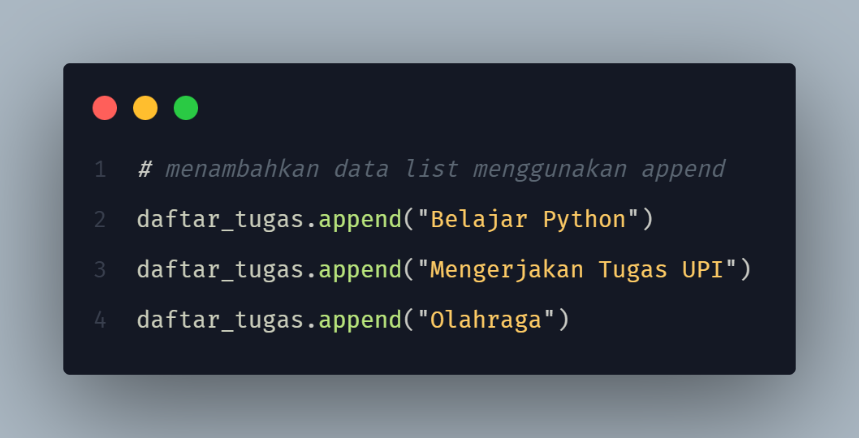 1 # menambahkan data list menggunakan append
2 daftar_tugas.append("Belajar Python")
3 daftar_tugas.append("Mengerjakan Tugas UPI")
4 daftar_tugas.append("Olahraga")